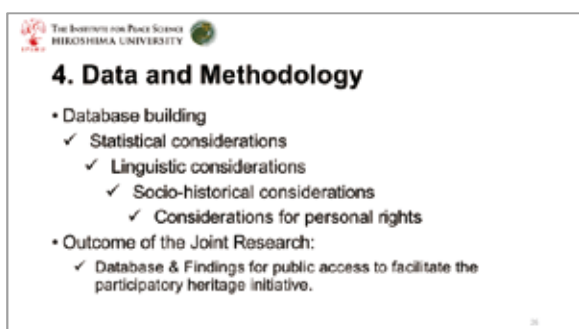 THE INSTITUTE FOR PEACE SCIENCE
HIROSHIMA UNIVERSITY
4. Data and Methodology
• Database building
✓ Statistical considerations
✓ Linguistic considerations
✓ Socio-historical considerations
✓ Considerations for personal rights
• Outcome of the Joint Research:
✓ Database & Findings for public access to facilitate the
participatory heritage initiative.